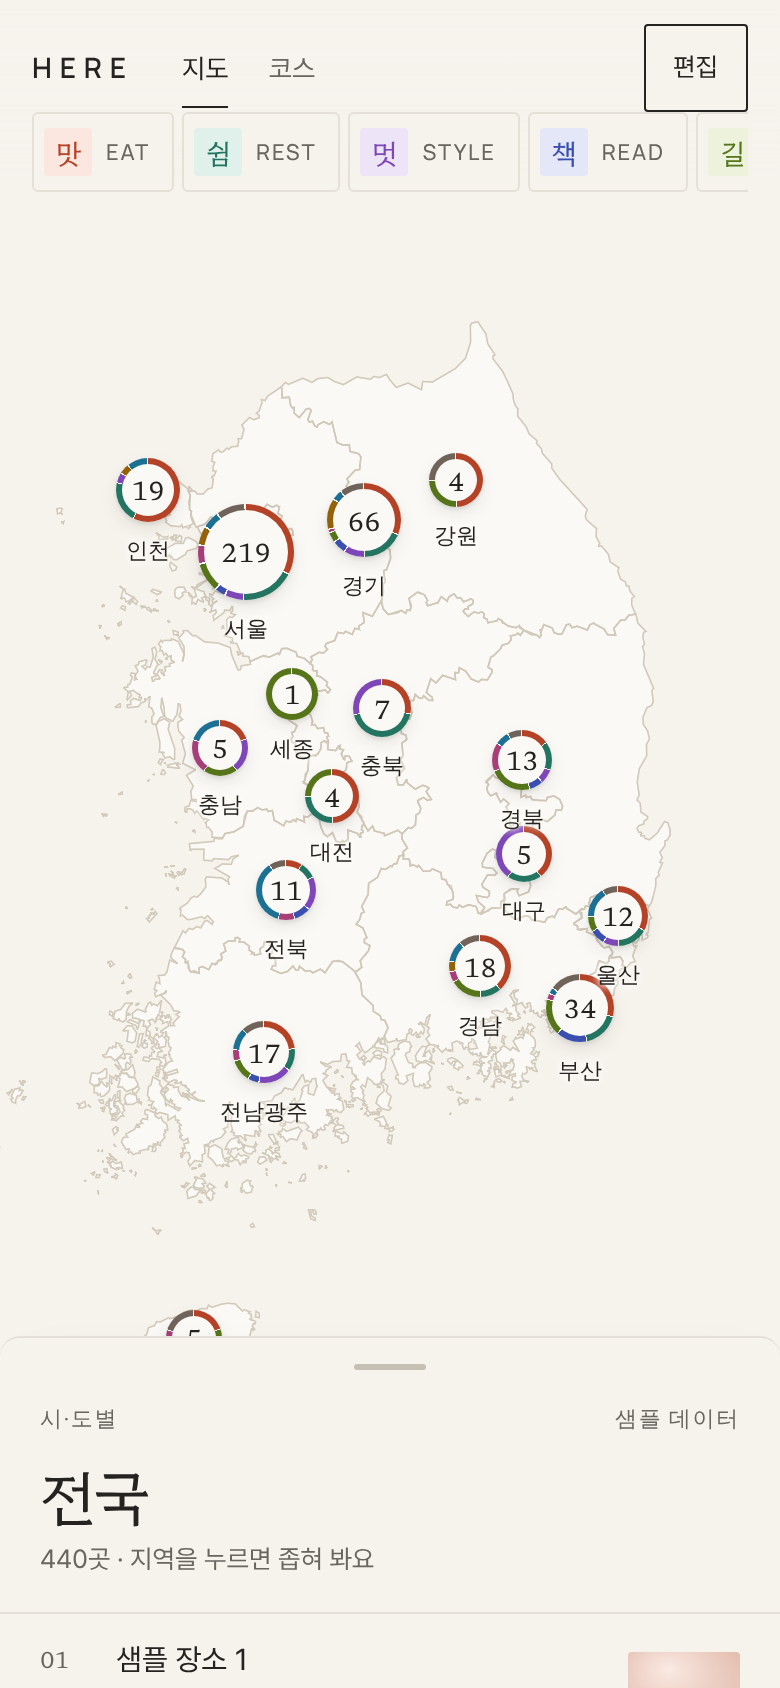 HERE 지도 코스 편집
맛 EAT 쉼 REST 멋 STYLE 책 READ 길
4
강원
19
인천
66
경기
219
서울
1
세종
7
충북
5
충남
13
경북
4
대전
5
대구
11
전북
12
울산
18
경남
34
부산
17
전남광주
5
시·도별 샘플 데이터
전국
440곳 · 지역을 누르면 좁혀 봐요
01 샘플 장소 1